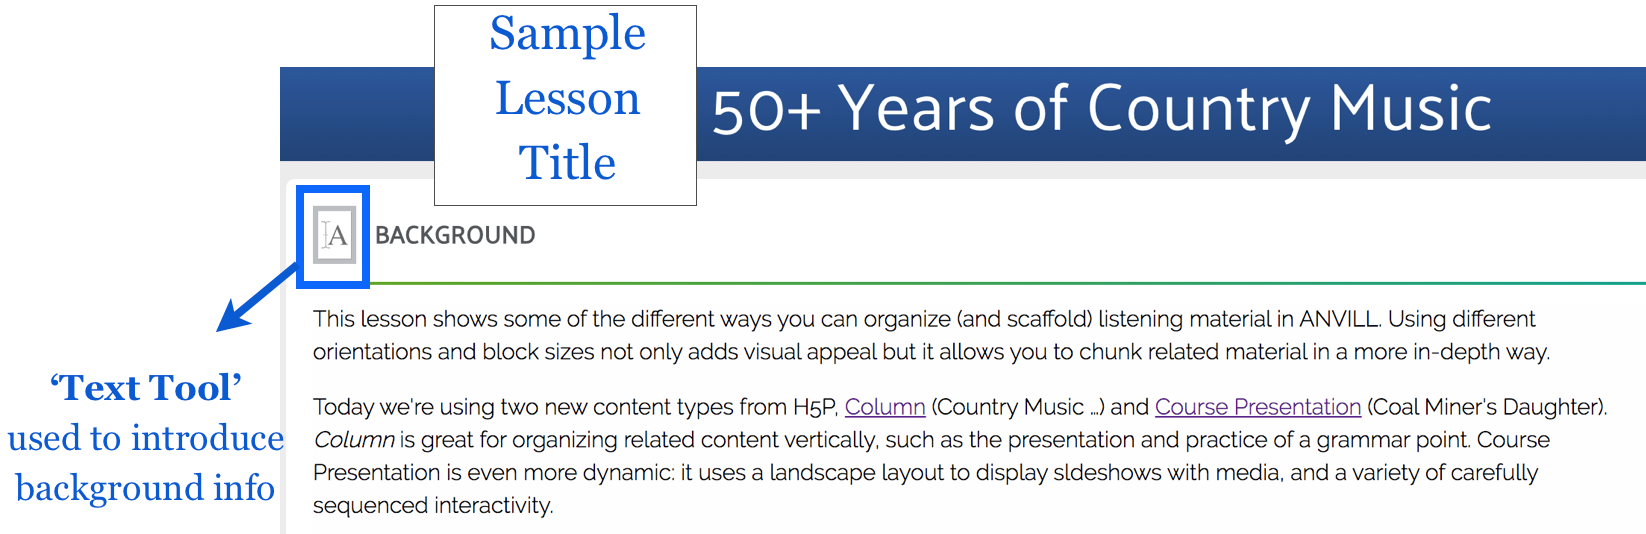 Sample
Lesson
Title
50+ Years of Country Music
A
BACKGROUND
This lesson shows some of the different ways you can organize (and scaffold) listening material in ANVILL. Using different
orientations and block sizes not only adds visual appeal but it allows you to chunk related material in a more in-depth way.
‘Text Tool’
used to introduce
background info
Today we're using two new content types from H5P, Column (Country Music ...) and Course Presentation (Coal Miner's Daughter).
Column is great for organizing related content vertically, such as the presentation and practice of a grammar point. Course
Presentation is even more dynamic: it uses a landscape layout to display sldeshows with media, and a variety of carefully
sequenced interactivity.